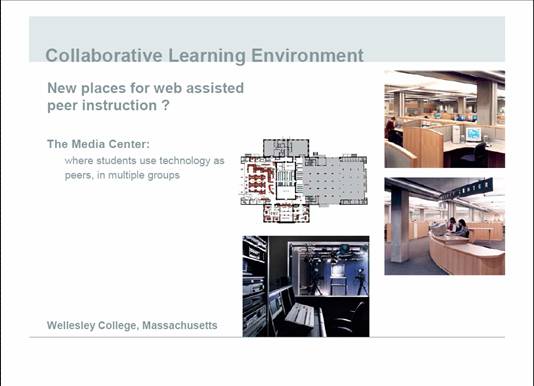 Collaborative Learning Environment
New places for web assisted
peer instruction ?
The Media Center:
where students use technology as
peers, in multiple groups
CENTER
Wellesley College, Massachusetts